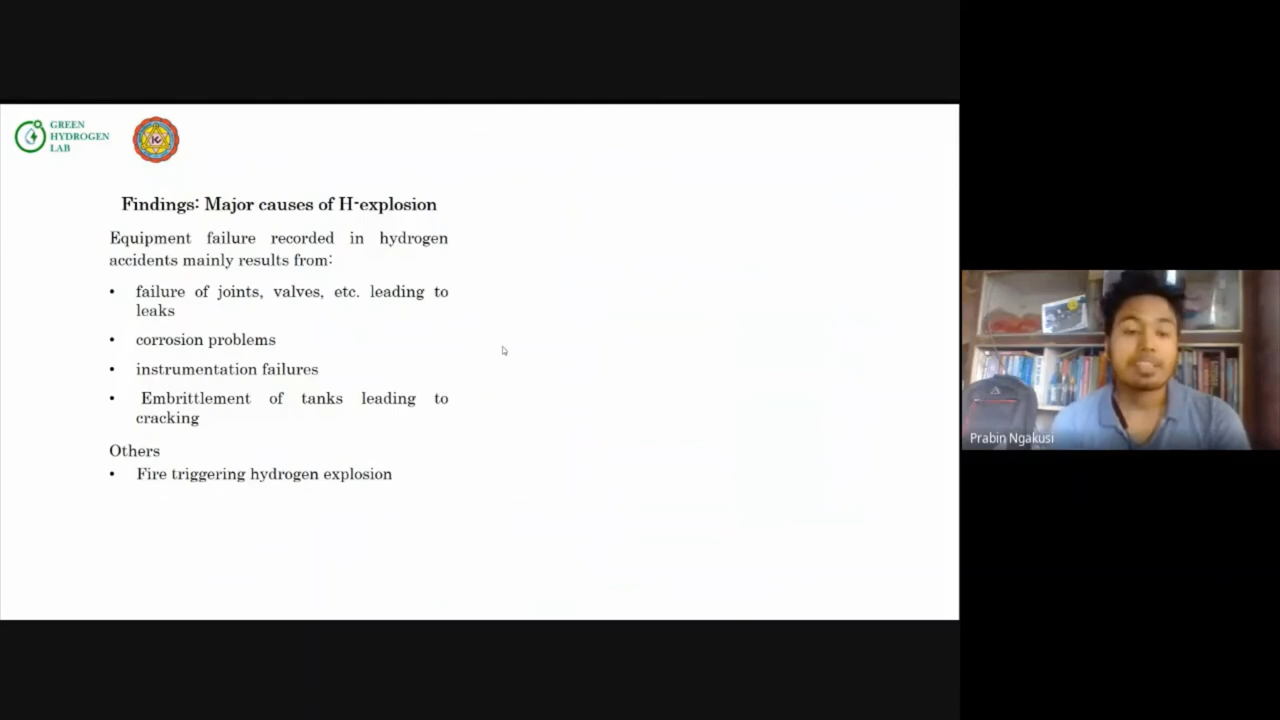 GREEN
HYDROGEN
LAB
Findings: Major causes of H-explosion
Equipment failure recorded in hydrogen
accidents mainly results from:
• failure of joints, valves, etc. leading to
leaks
• corrosion problems
• instrumentation failures
• Embrittlement of tanks leading to
cracking
Others
• Fire triggering hydrogen explosion
Prabin Ngakusi